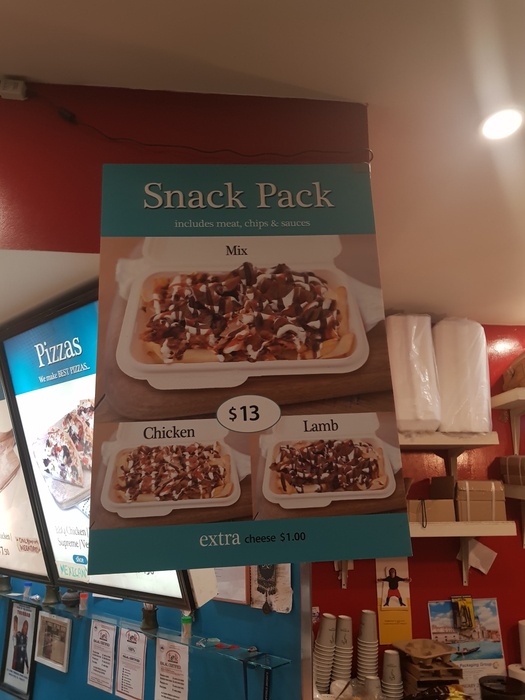 Snack Pack
includes meat, chips & sauces
Mix
$13
Chicken
Lamb
extra cheese $1.00
Pizzas
We make BEST PIZZAS..